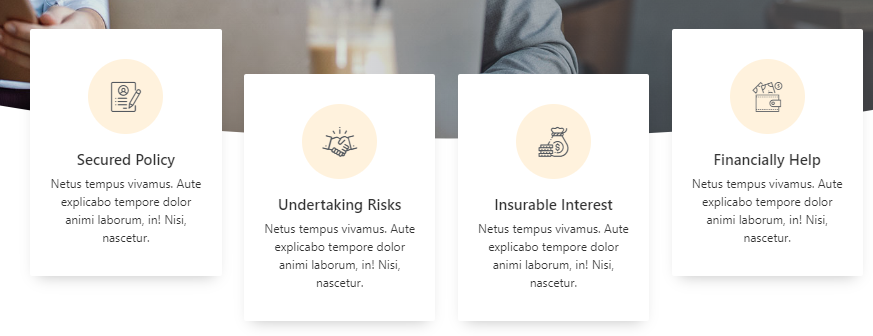 Secured Policy
Netus tempus vivamus. Aute
explicabo tempore dolor
animi laborum, in! Nisi,
nascetur.
Undertaking Risks
Netus tempus vivamus. Aute
explicabo tempore dolor
animi laborum, in! Nisi,
nascetur.
Insurable Interest
Netus tempus vivamus. Aute
explicabo tempore dolor
animi laborum, in! Nisi,
nascetur.
Financially Help
Netus tempus vivamus. Aute
explicabo tempore dolor
animi laborum, in! Nisi,
nascetur.